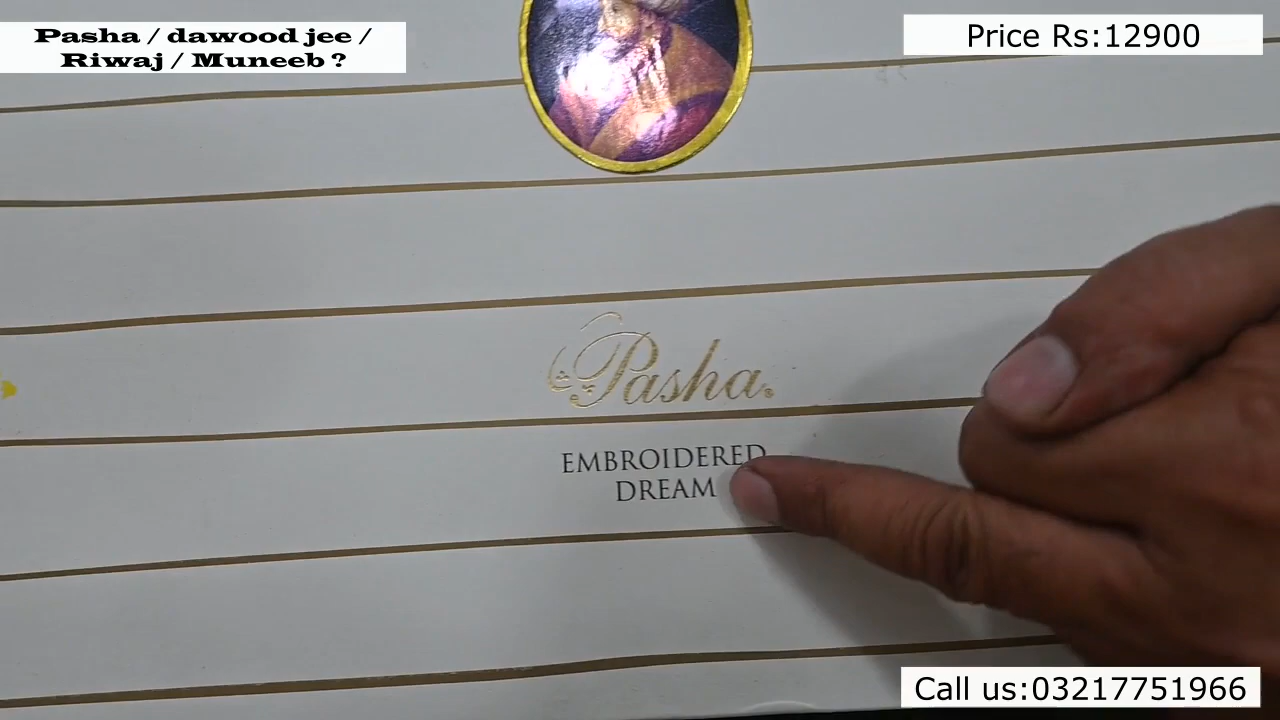 Pasha / dawood jee /
Riwaj / Muneeb ?
Price Rs:12900
Pasha
EMBROIDERED
DREAM
Call us:03217751966